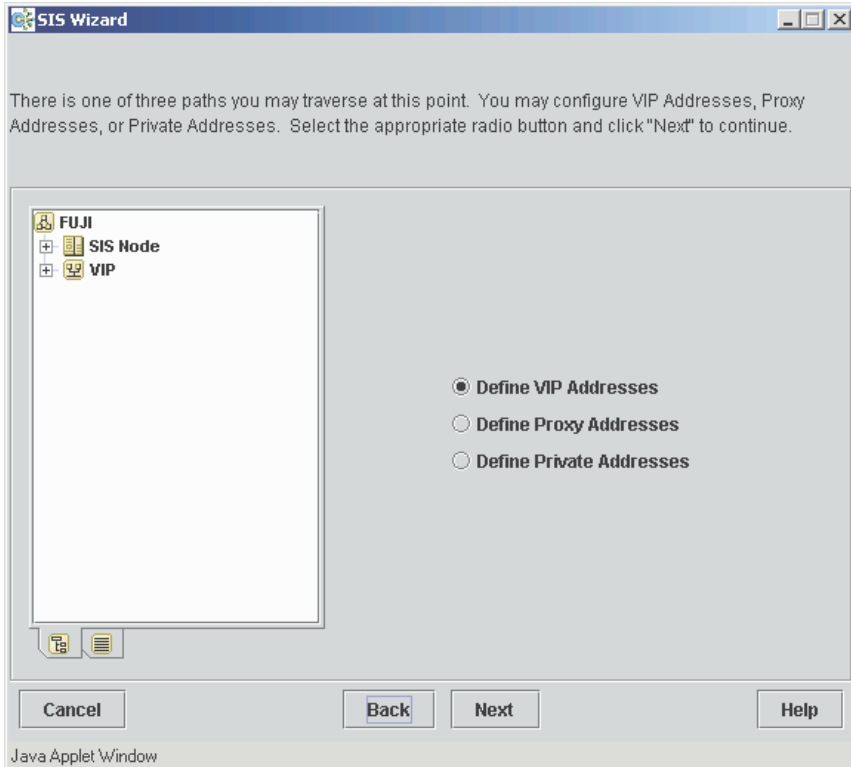 SIS Wizard
There is one of three paths you may traverse at this point. You may configure VIP Addresses, Proxy
Addresses, or Private Addresses. Select the appropriate radio button and click "Next" to continue.
FUJI
SIS Node
VIP
Define VIP Addresses
Define Proxy Addresses
Define Private Addresses
Cancel
Back
Next
Help
Java Applet Window